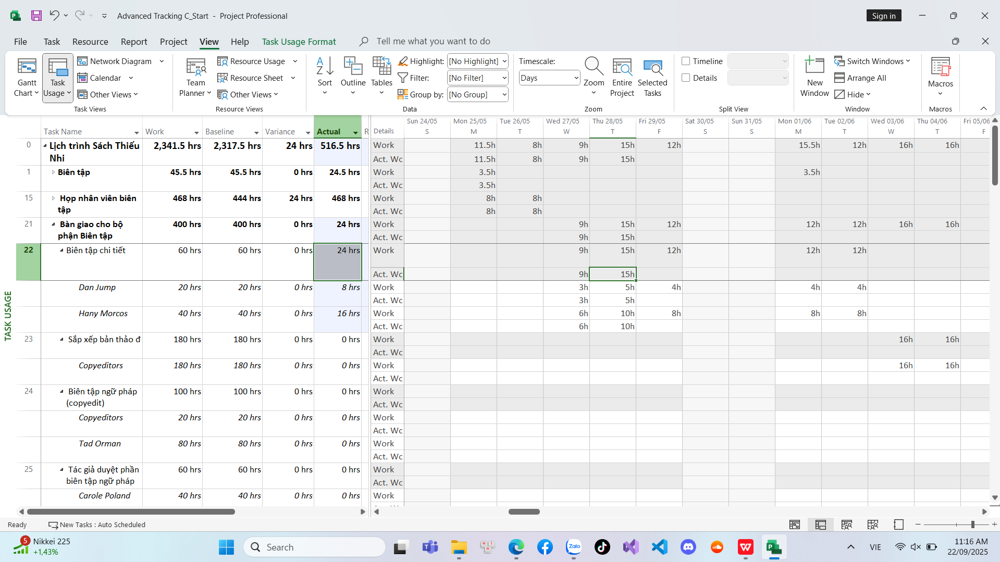 Advanced Tracking C_Start - Project Professional
Sign in
File Task Resource Report Project View Help Task Usage Format Tell me what you want to do
Gantt Chart
Task Usage
Network Diagram
Calendar
Other Views
Task Views
Team Planner
Resource Usage
Resource Sheet
Other Views
Resource Views
Sort
Outline
Tables
Highlight: [No Highlight]
Filter: [No Filter]
Group by: [No Group]
Data
Timescale:
Days
Zoom
Entire Project
Selected Tasks
Zoom
Timeline
Details
Split View
New Window
Switch Windows
Arrange All
Hide
Window
Macros
Macros
Task Name Work Baseline Variance Actual R Details
Sun 24/05 Mon 25/05 Tue 26/05 Wed 27/05 Thu 28/05 Fri 29/05 Sat 30/05 Sun 31/05 Mon 01/06 Tue 02/06 Wed 03/06 Thu 04/06 Fri 05/06
S M T W T F S S M T W T F
0 Lịch trình Sách Thiếu Nhi 2,341.5 hrs 2,317.5 hrs 24 hrs 516.5 hrs Work 11.5h 8h 9h 15h 12h 15.5h 12h 16h 16h
Act. Wc 11.5h 8h 9h 15h
1 Biên tập 45.5 hrs 45.5 hrs 0 hrs 24.5 hrs Work 3.5h 3.5h
Act. Wc 3.5h
15 Họp nhân viên biên tập 468 hrs 444 hrs 24 hrs 468 hrs Work 8h 8h
Act. Wc 8h 8h
21 Bàn giao cho bộ phận Biên tập 400 hrs 400 hrs 0 hrs 24 hrs Work 9h 15h 12h 12h 12h 16h 16h
Act. Wc 9h 15h
22 Biên tập chi tiết 60 hrs 60 hrs 0 hrs 24 hrs Work 9h 15h 12h 12h 12h
Act. Wc 9h 15h
Dan Jump 20 hrs 20 hrs 0 hrs 8 hrs Work 3h 5h 4h 4h 4h
Act. Wc 3h 5h
Hany Morcos 40 hrs 40 hrs 0 hrs 16 hrs Work 6h 10h 8h 8h 8h
Act. Wc 6h 10h
23 Sắp xếp bản thảo đ 180 hrs 180 hrs 0 hrs 0 hrs Work 16h 16h
Act. Wc
Copyeditors 180 hrs 180 hrs 0 hrs 0 hrs Work 16h 16h
Act. Wc
24 Biên tập ngữ pháp (copyedit) 100 hrs 100 hrs 0 hrs 0 hrs Work
Act. Wc
Copyeditors 20 hrs 20 hrs 0 hrs 0 hrs Work
Act. Wc
Tad Orman 80 hrs 80 hrs 0 hrs 0 hrs Work
Act. Wc
25 Tác giả duyệt phần biên tập ngữ pháp 60 hrs 60 hrs 0 hrs 0 hrs Work
Act. Wc
Carole Poland 40 hrs 40 hrs 0 hrs 0 hrs Work
TASK USAGE
Ready New Tasks : Auto Scheduled
5 Nikkei 225
+1,43%
Search
Zalo
VIE
11:16 AM
22/09/2025